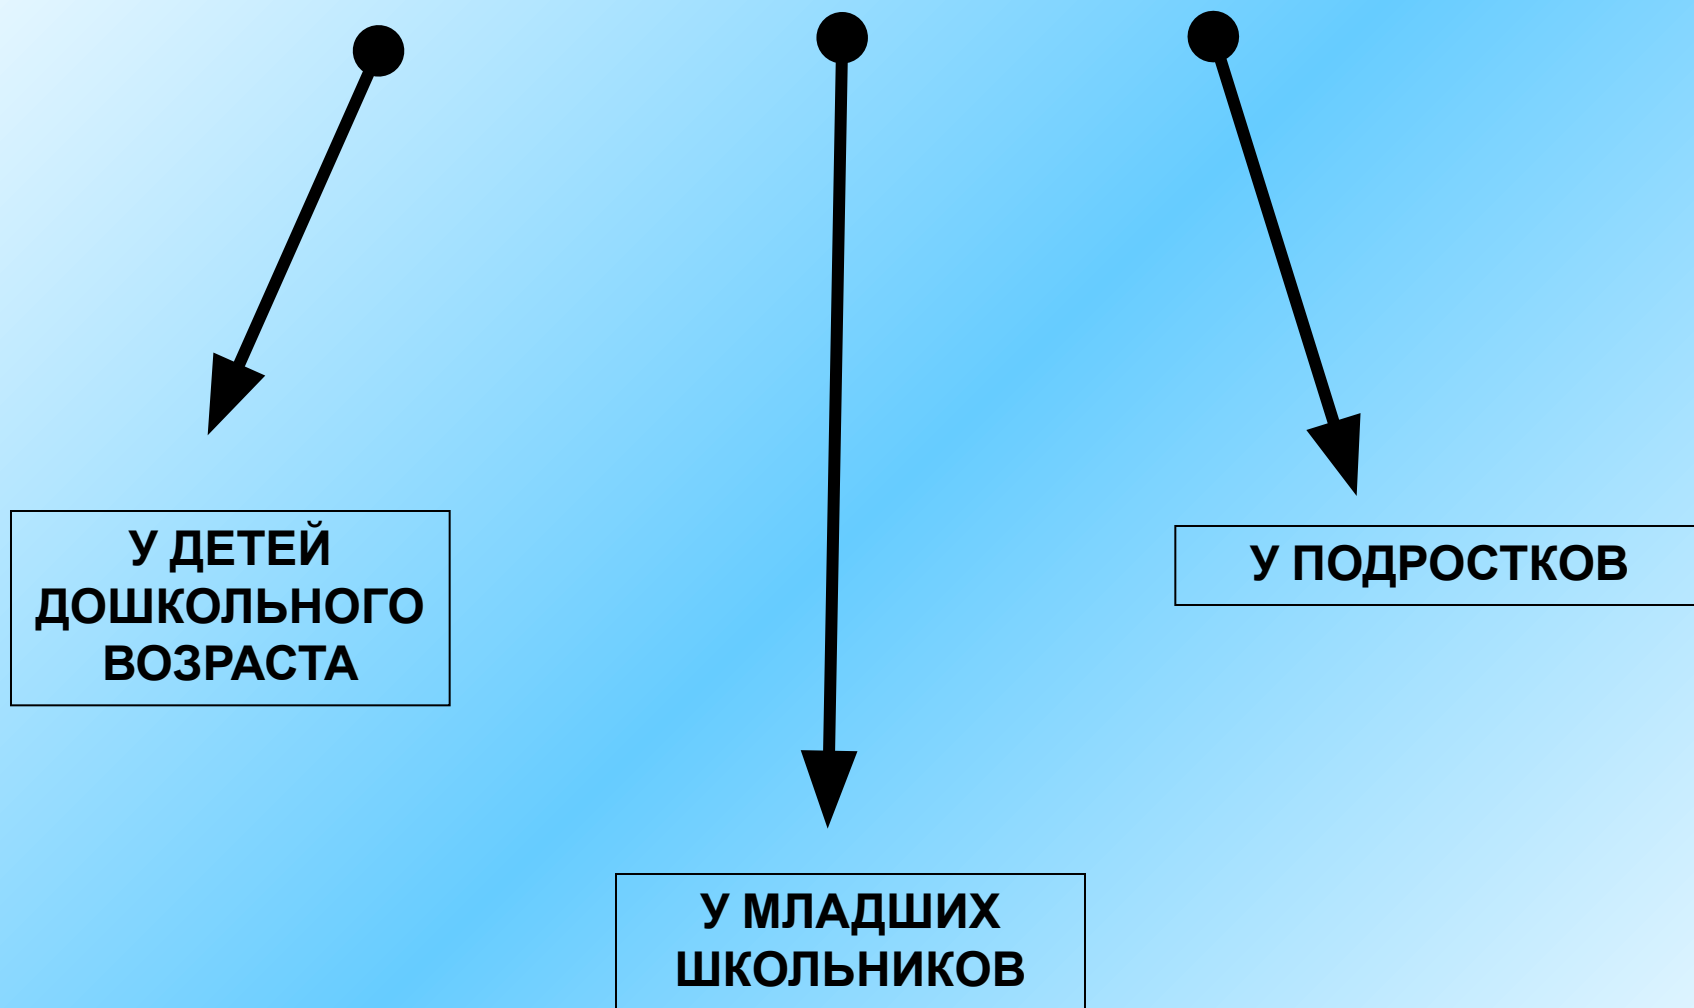 У ДЕТЕЙ
ДОШКОЛЬНОГО
ВОЗРАСТА
У ПОДРОСТКОВ
У МЛАДШИХ
ШКОЛЬНИКОВ